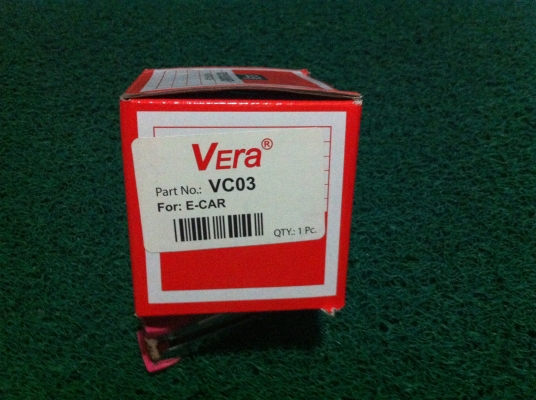 VEra®
Part No.: VC03
For: E-CAR
QTY.: 1 Pc.